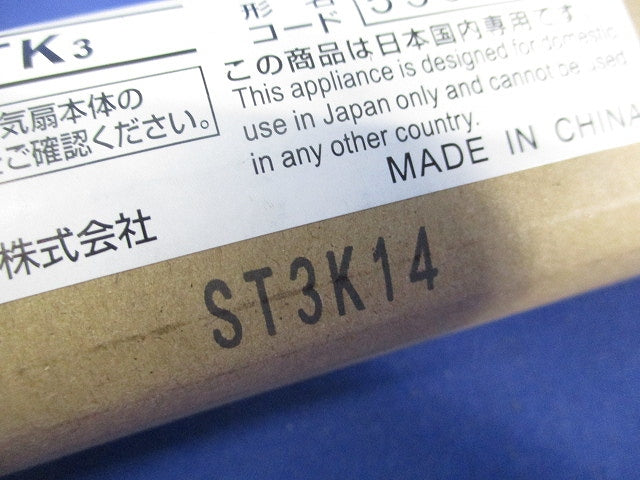 TK3
形名
コード
気扇本体の
ご確認ください。
この商品は日本国内専用です
This appliance is designed for domestic
use in Japan only and cannot be used
in any other country.
MADE IN CHINA
株式会社
ST3K14